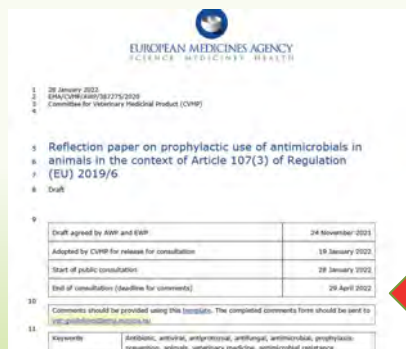 EUROPEAN MEDICINES AGENCY
SCIENCE MEDICINES HEALTH
1 28 January 2022
2 EMA/CVMP/AWP/387275/2020
3 Committee for Veterinary Medicinal Product (CVMP)
4
5 Reflection paper on prophylactic use of antimicrobials in
6 animals in the context of Article 107(3) of Regulation
7 (EU) 2019/6
8 Draft
9
Draft agreed by AWP and EWP 24 November 2021
Adopted by CVMP for release for consultation 19 January 2022
Start of public consultation 28 January 2022
End of consultation (deadline for comments) 29 April 2022
10
Comments should be provided using this template. The completed comments form should be sent to
11
Keywords Antibiotic, antiviral, antiprotozoal, antifungal, antimicrobial, prophylaxis,
prevention, animals, veterinary medicine, antimicrobial resistance